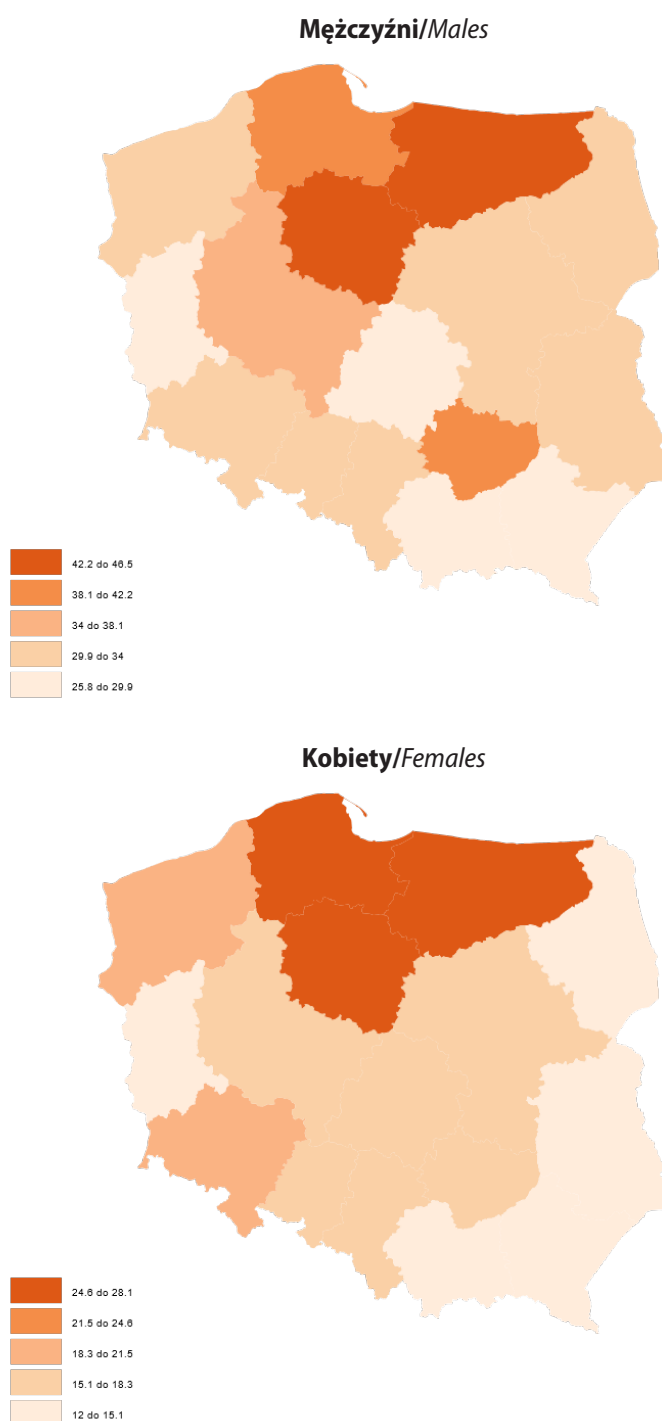 Mężczyźni/Males
42.2 do 46.5
38.1 do 42.2
34 do 38.1
29.9 do 34
25.8 do 29.9
Kobiety/Females
24.6 do 28.1
21.5 do 24.6
18.3 do 21.5
15.1 do 18.3
12 do 15.1